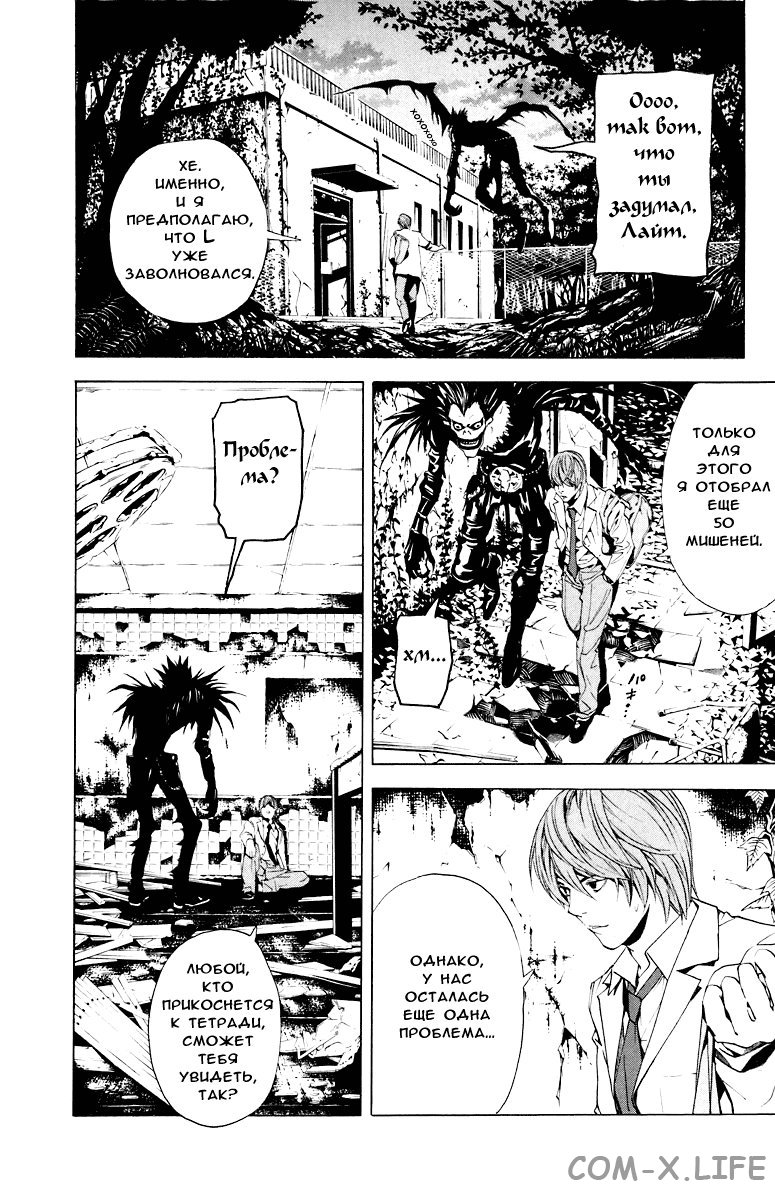 Оооо,
так вот,
что
ты
задумал,
Лайт.
ХОХОХО
ХЕ.
ИМЕННО,
И Я
ПРЕДПОЛАГАЮ,
ЧТО L
УЖЕ
ЗАВОЛНОВАЛСЯ.
ТОЛЬКО
ДЛЯ
ЭТОГО
Я ОТОБРАЛ
ЕЩЕ
50
МИШЕНЕЙ.
ХМ...
ОДНАКО,
У НАС
ОСТАЛАСЬ
ЕЩЕ ОДНА
ПРОБЛЕМА...
Пробле-
ма?
ЛЮБОЙ,
КТО
ПРИКОСНЕТСЯ
К ТЕТРАДИ,
СМОЖЕТ
ТЕБЯ
УВИДЕТЬ,
ТАК?
COM-X.LIFE